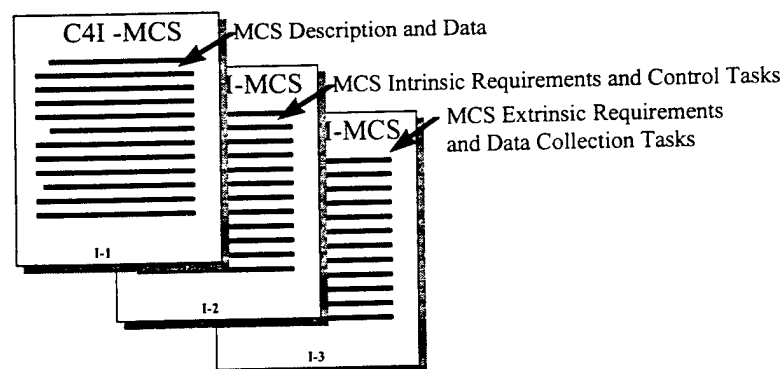 C4I -MCS
MCS Description and Data
I-MCS
MCS Intrinsic Requirements and Control Tasks
I-MCS
MCS Extrinsic Requirements
and Data Collection Tasks
I-1
I-2
I-3